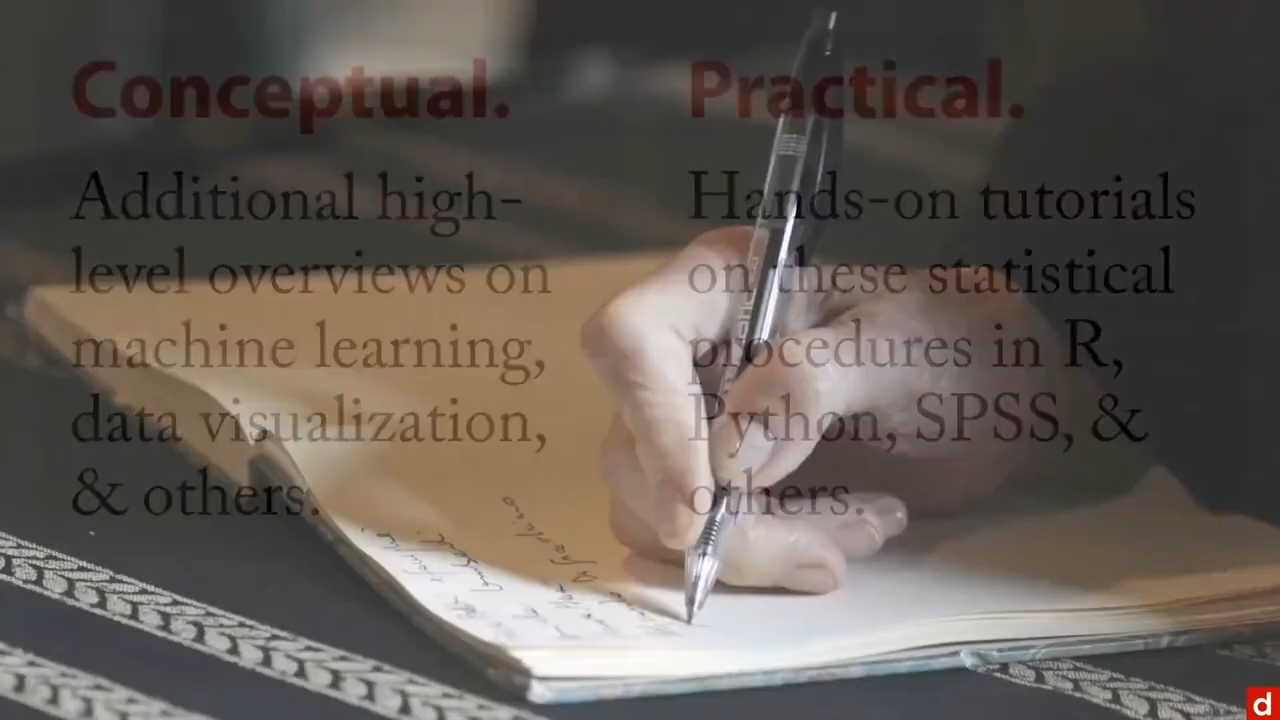 Conceptual.
Additional high-
level overviews on
machine learning,
data visualization,
& others.
Practical.
Hands-on tutorials
on these statistical
procedures in R,
Python, SPSS, &
others.
d